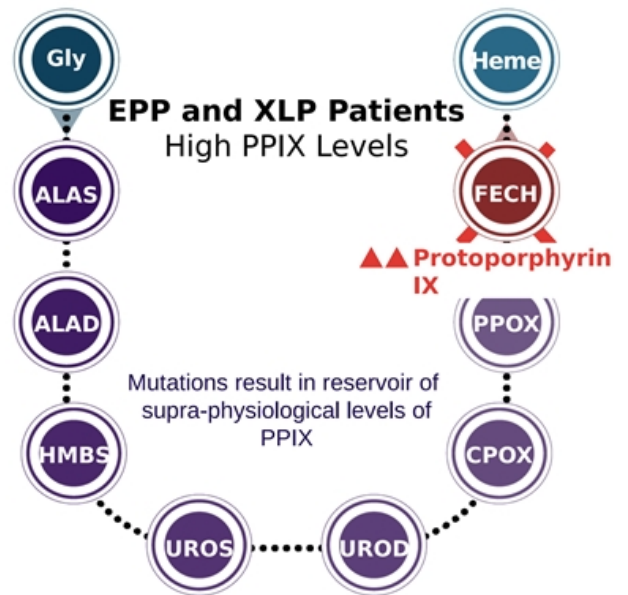 Gly
Heme
EPP and XLP Patients
High PPIX Levels
ALAS
FECH
▲▲Protoporphyrin
IX
ALAD
PPOX
Mutations result in reservoir of
supra-physiological levels of
PPIX
HMBS
CPOX
UROS
UROD